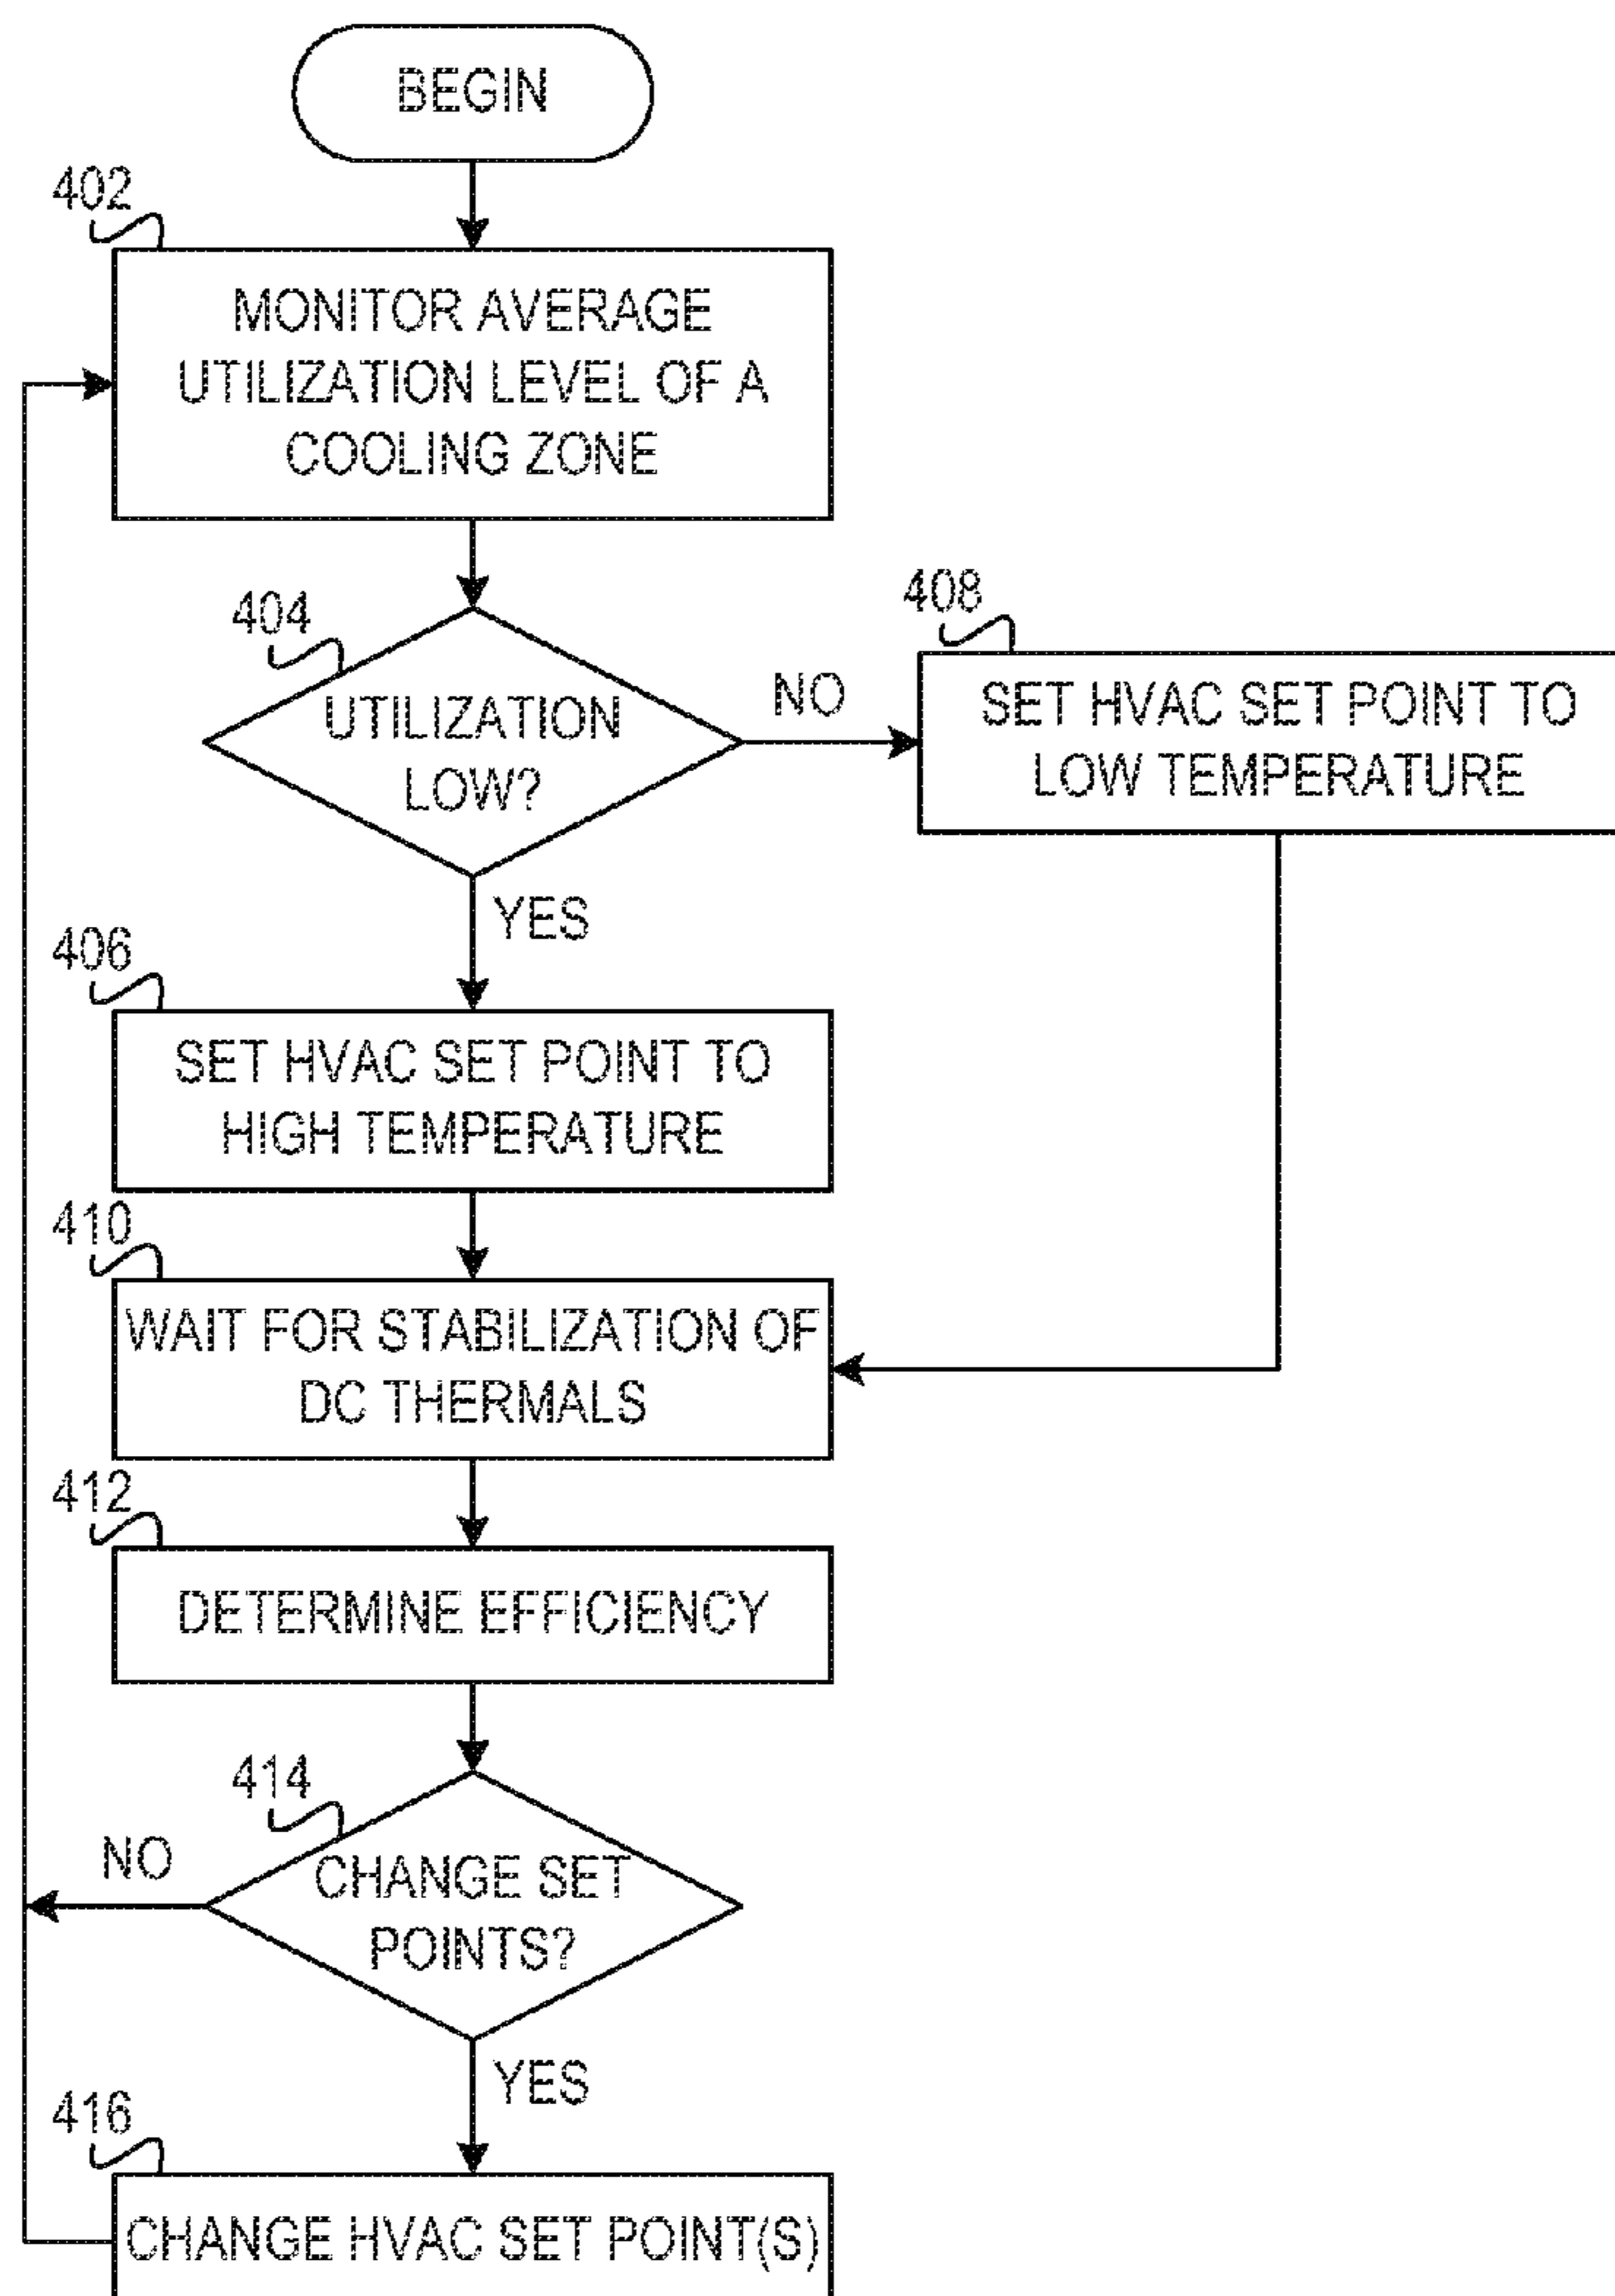 BEGIN
402
MONITOR AVERAGE
UTILIZATION LEVEL OF A
COOLING ZONE
404
UTILIZATION
LOW?
NO
408
SET HVAC SET POINT TO
LOW TEMPERATURE
YES
406
SET HVAC SET POINT TO
HIGH TEMPERATURE
410
WAIT FOR STABILIZATION OF
DC THERMALS
412
DETERMINE EFFICIENCY
414
CHANGE SET
POINTS?
NO
YES
416
CHANGE HVAC SET POINT(S)